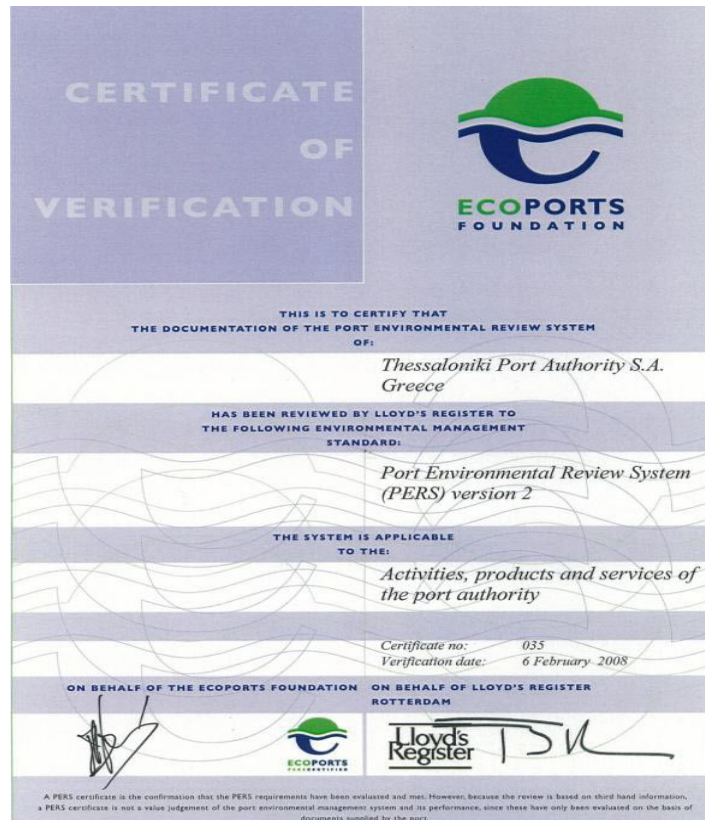 CERTIFICATE
OF
VERIFICATION
ECOPORTS
FOUNDATION
THIS IS TO CERTIFY THAT
THE DOCUMENTATION OF THE PORT ENVIRONMENTAL REVIEW SYSTEM
OF:
Thessaloniki Port Authority S.A.
Greece
HAS BEEN REVIEWED BY LLOYD'S REGISTER TO
THE FOLLOWING ENVIRONMENTAL MANAGEMENT
STANDARD:
Port Environmental Review System
(PERS) version 2
THE SYSTEM IS APPLICABLE
TO THE:
Activities, products and services of
the port authority
Certificate no: 035
Verification date: 6 February 2008
ON BEHALF OF THE ECOPORTS FOUNDATION
ON BEHALF OF LLOYD'S REGISTER
ROTTERDAM
ECOPORTS
PERS CERTIFIED
Lloyd's
Register
A PERS certificate is the confirmation that the PERS requirements have been evaluated and met. However, because the review is based on third hand information,
a PERS certificate is not a value judgement of the port environmental management system and its performance, since these have only been evaluated on the basis of
documents supplied by the port.